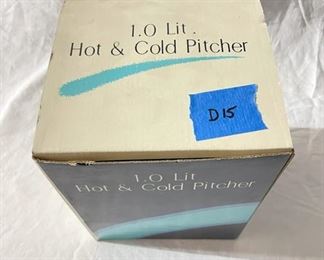 1.0 Lit.
Hot & Cold Pitcher
D15
1.0 Lit
Hot & Cold Pitcher